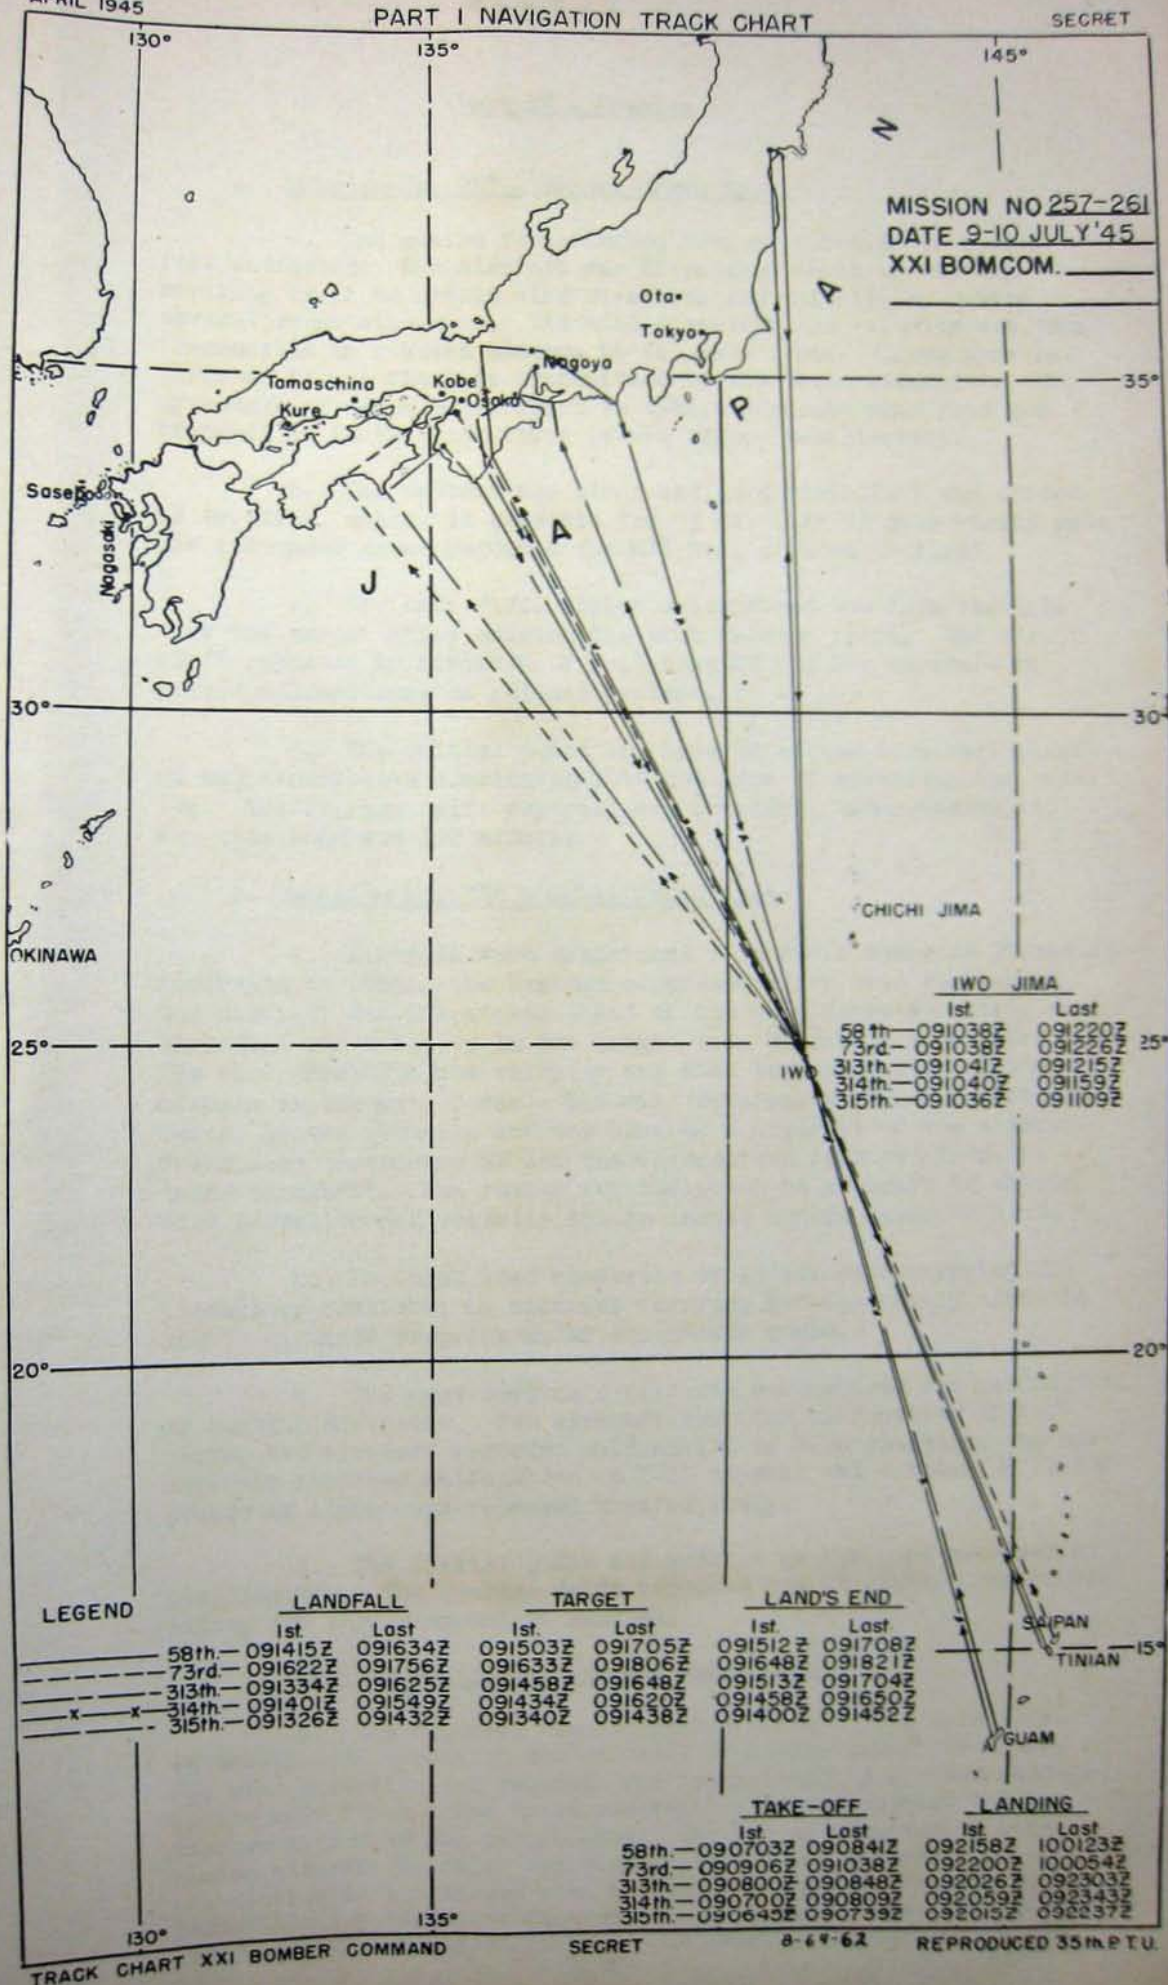 APRIL 1945
PART I NAVIGATION TRACK CHART
SECRET
130°
135°
145°
N
MISSION NO 257-261
DATE 9-10 JULY '45
XXI BOMCOM.
A
Ota
Tokyo
Nagoya
35°
Tamaschina
Kobe
Osaka
Kure
P
Sasebo
Nagasaki
A
J
30°
30
CHICHI JIMA
OKINAWA
IWO JIMA
1st. Last
58th—091038Z 091220Z
25°
25°
73rd.— 091038Z 091226Z
313th.—091041Z 091215Z
IWO
314th.—091040Z 091159Z
315th.—091036Z 091109Z
20°
20°
LEGEND
LANDFALL TARGET LAND'S END
1st. Last 1st. Last 1st. Last
58th.—091415Z 091634Z 091503Z 091705Z 091512Z 091708Z
73rd.—091622Z 091756Z 091633Z 091806Z 091648Z 091821Z
313th.—091334Z 091625Z 091458Z 091648Z 091513Z 091704Z
x x 314th.—091401Z 091549Z 091434Z 091620Z 091458Z 091650Z
315th.—091326Z 091432Z 091340Z 091438Z 091400Z 091452Z
SAIPAN
15°
TINIAN
GUAM
TAKE-OFF LANDING
1st. Last 1st. Last
58th.—090703Z 090841Z 092158Z 100123Z
73rd.—090906Z 091038Z 092200Z 100054Z
313th.—090800Z 090848Z 092026Z 092303Z
314th.—090700Z 090809Z 092059Z 092343Z
315th.—090645Z 090739Z 092015Z 092237Z
130°
135°
TRACK CHART XXI BOMBER COMMAND
SECRET
8-69-62
REPRODUCED 35th P.T.U.